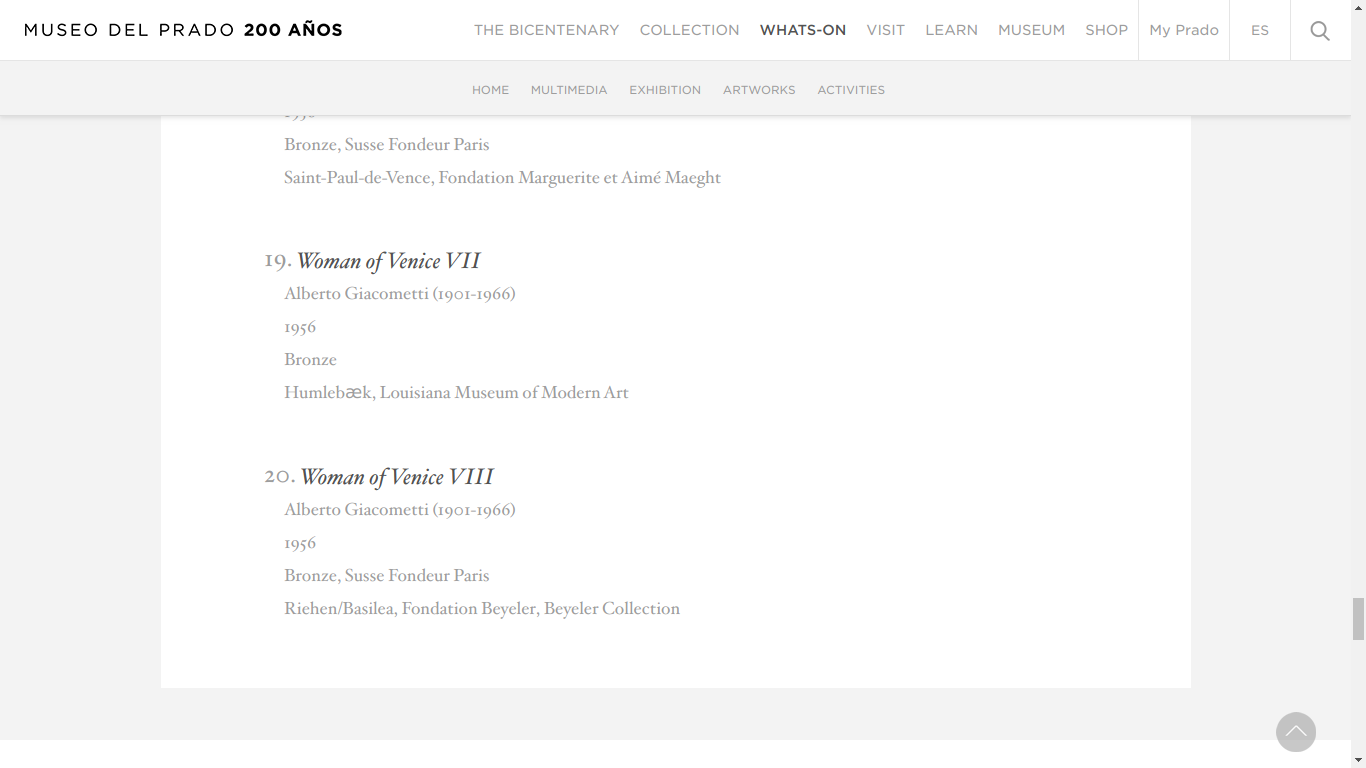 MUSEO DEL PRADO 200 AÑOS
THE BICENTENARY COLLECTION WHATS-ON VISIT LEARN MUSEUM SHOP My Prado ES
HOME MULTIMEDIA EXHIBITION ARTWORKS ACTIVITIES
Bronze, Susse Fondeur Paris
Saint-Paul-de-Vence, Fondation Marguerite et Aimé Maeght
19. Woman of Venice VII
Alberto Giacometti (1901-1966)
1956
Bronze
Humlebæk, Louisiana Museum of Modern Art
20. Woman of Venice VIII
Alberto Giacometti (1901-1966)
1956
Bronze, Susse Fondeur Paris
Riehen/Basilea, Fondation Beyeler, Beyeler Collection